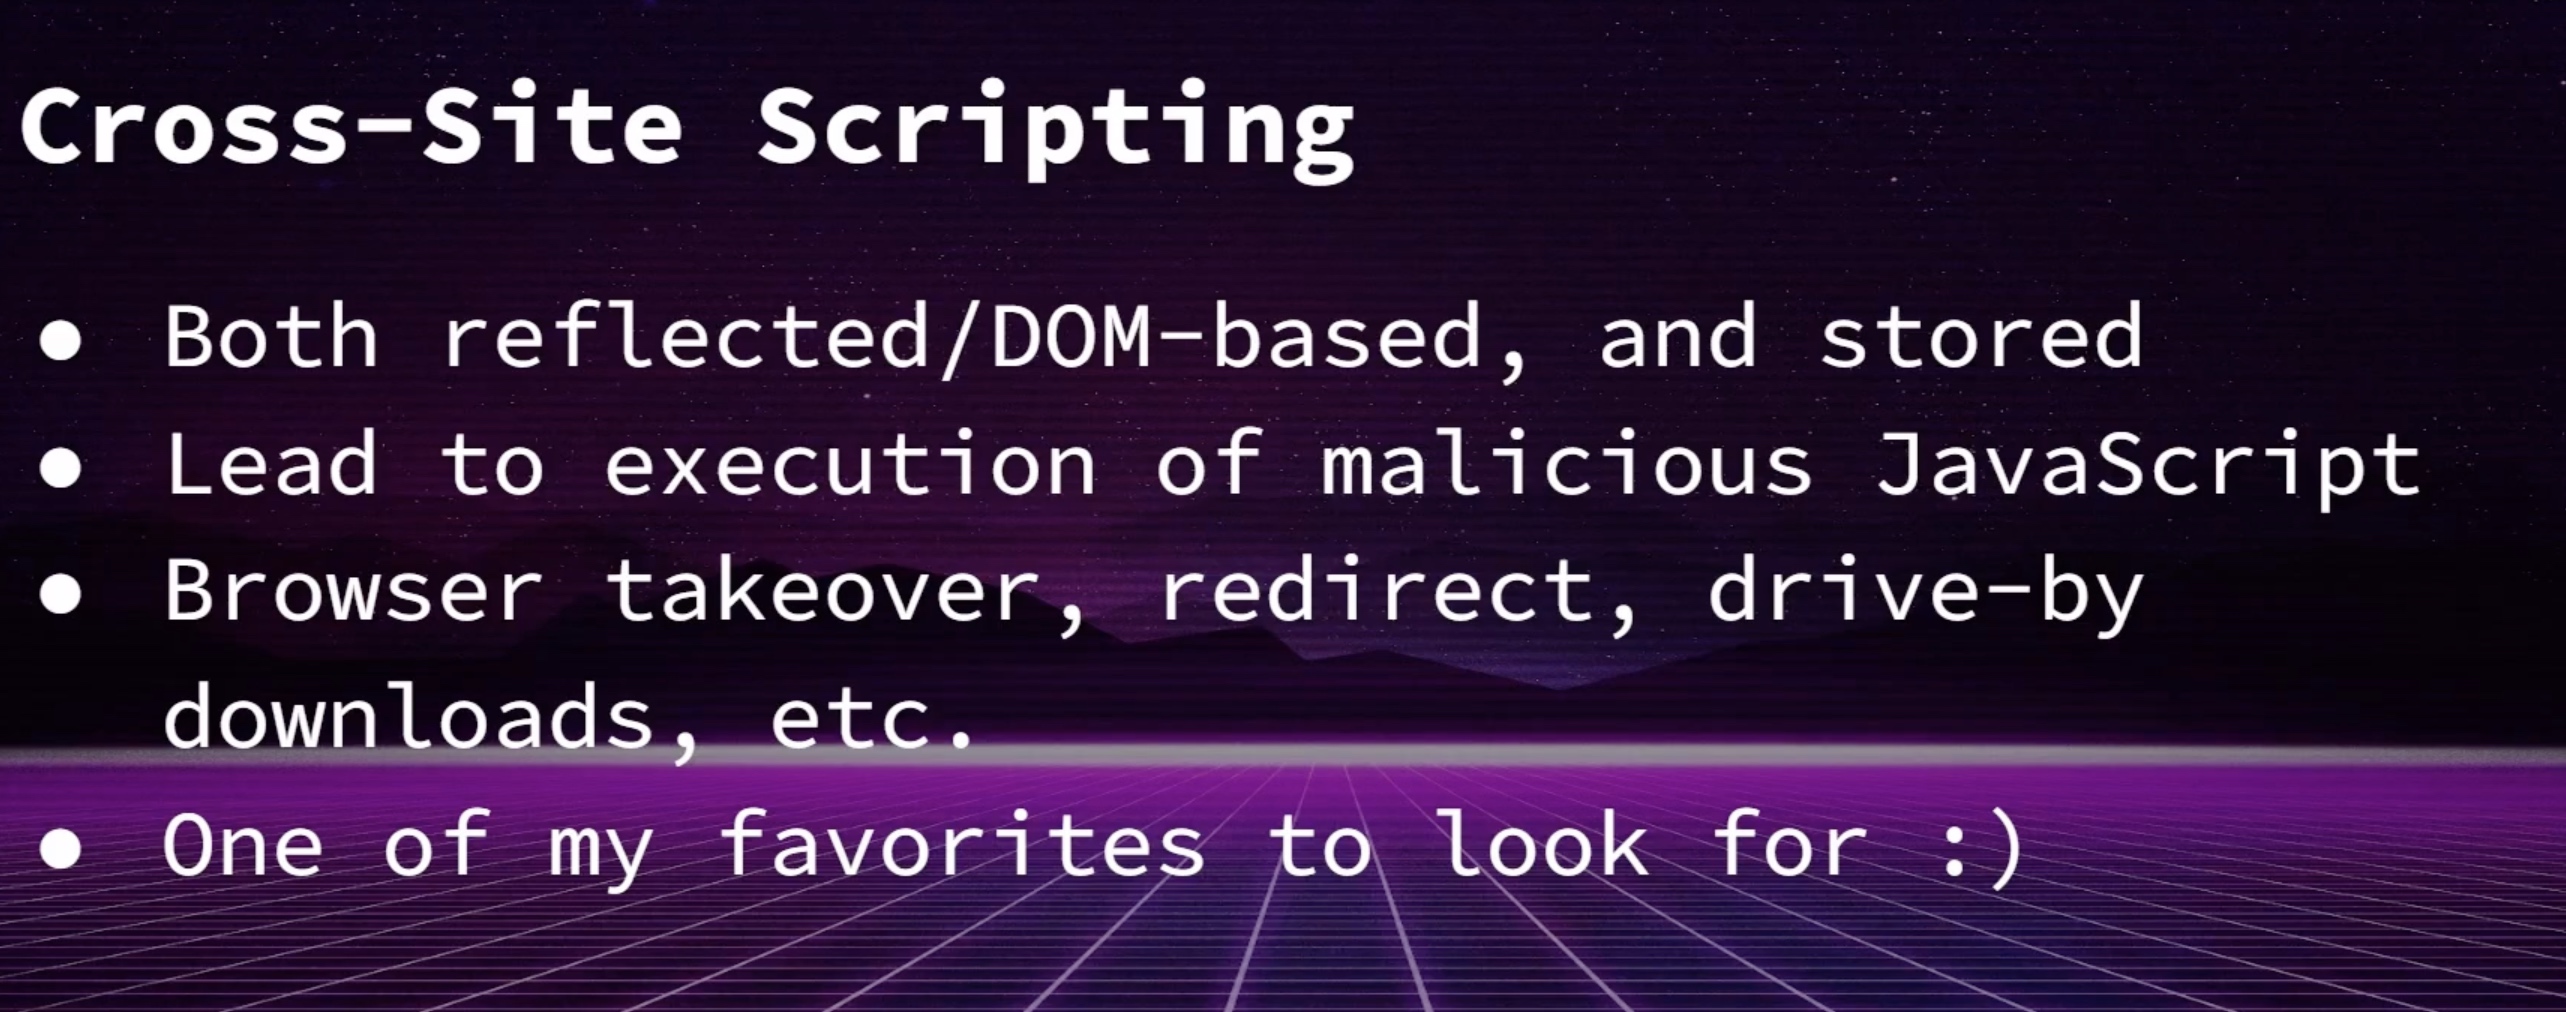 Cross-Site Scripting
● Both reflected/DOM-based, and stored
● Lead to execution of malicious JavaScript
● Browser takeover, redirect, drive-by
downloads, etc.
● One of my favorites to look for :)